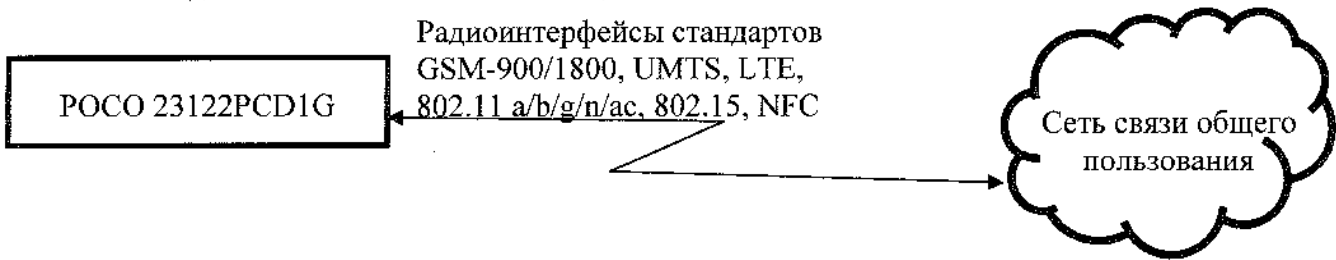 Радиоинтерфейсы стандартов
GSM-900/1800, UMTS, LTE,
802.11 a/b/g/n/ac, 802.15, NFC
POCO 23122PCD1G
Сеть связи общего
пользования